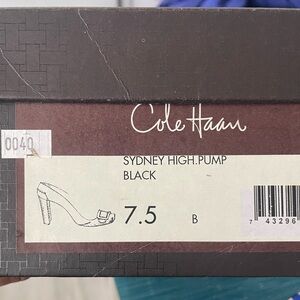 Cole Haan
0040
SYDNEY HIGH.PUMP
BLACK
7.5 B
7 43296